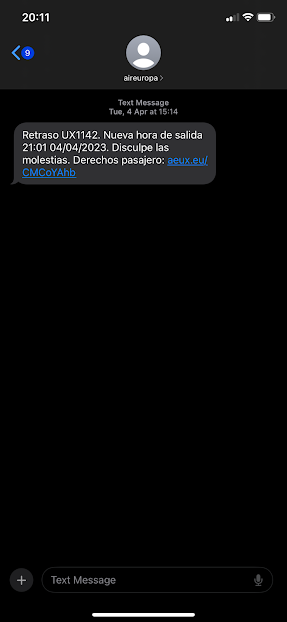 20:11
9
aireuropa >
Text Message
Tue, 4 Apr at 15:14
Retraso UX1142. Nueva hora de salida
21:01 04/04/2023. Disculpe las
molestias. Derechos pasajero: aeux.eu/
CMCoYAhb
Text Message